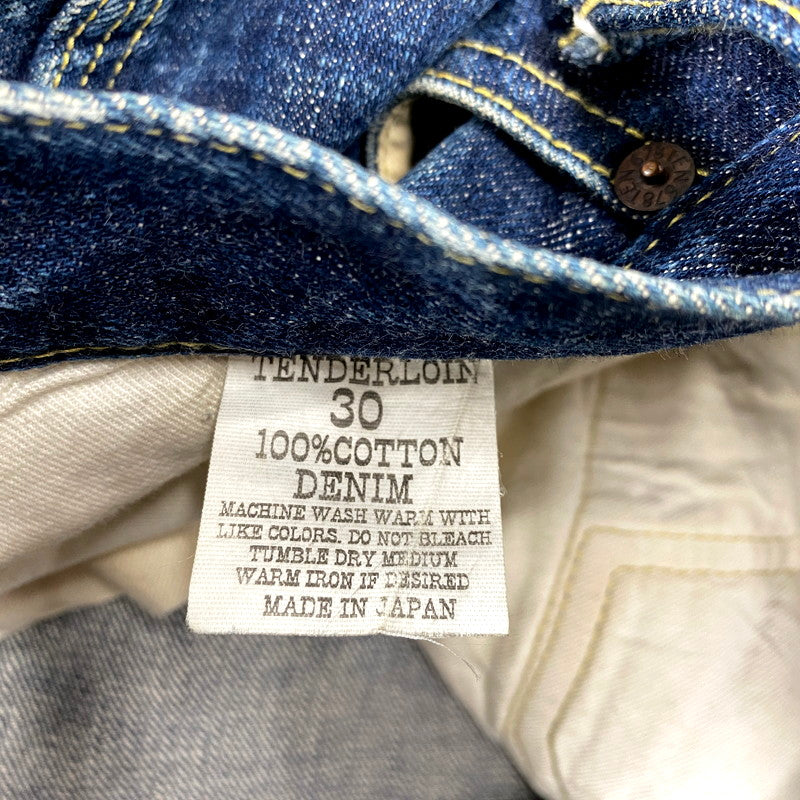 TENDERLOIN
30
100%COTTON
DENIM
MACHINE WASH WARM WITH
LIKE COLORS. DO NOT BLEACH
TUMBLE DRY MEDIUM
WARM IRON IF DESIRED
MADE IN JAPAN